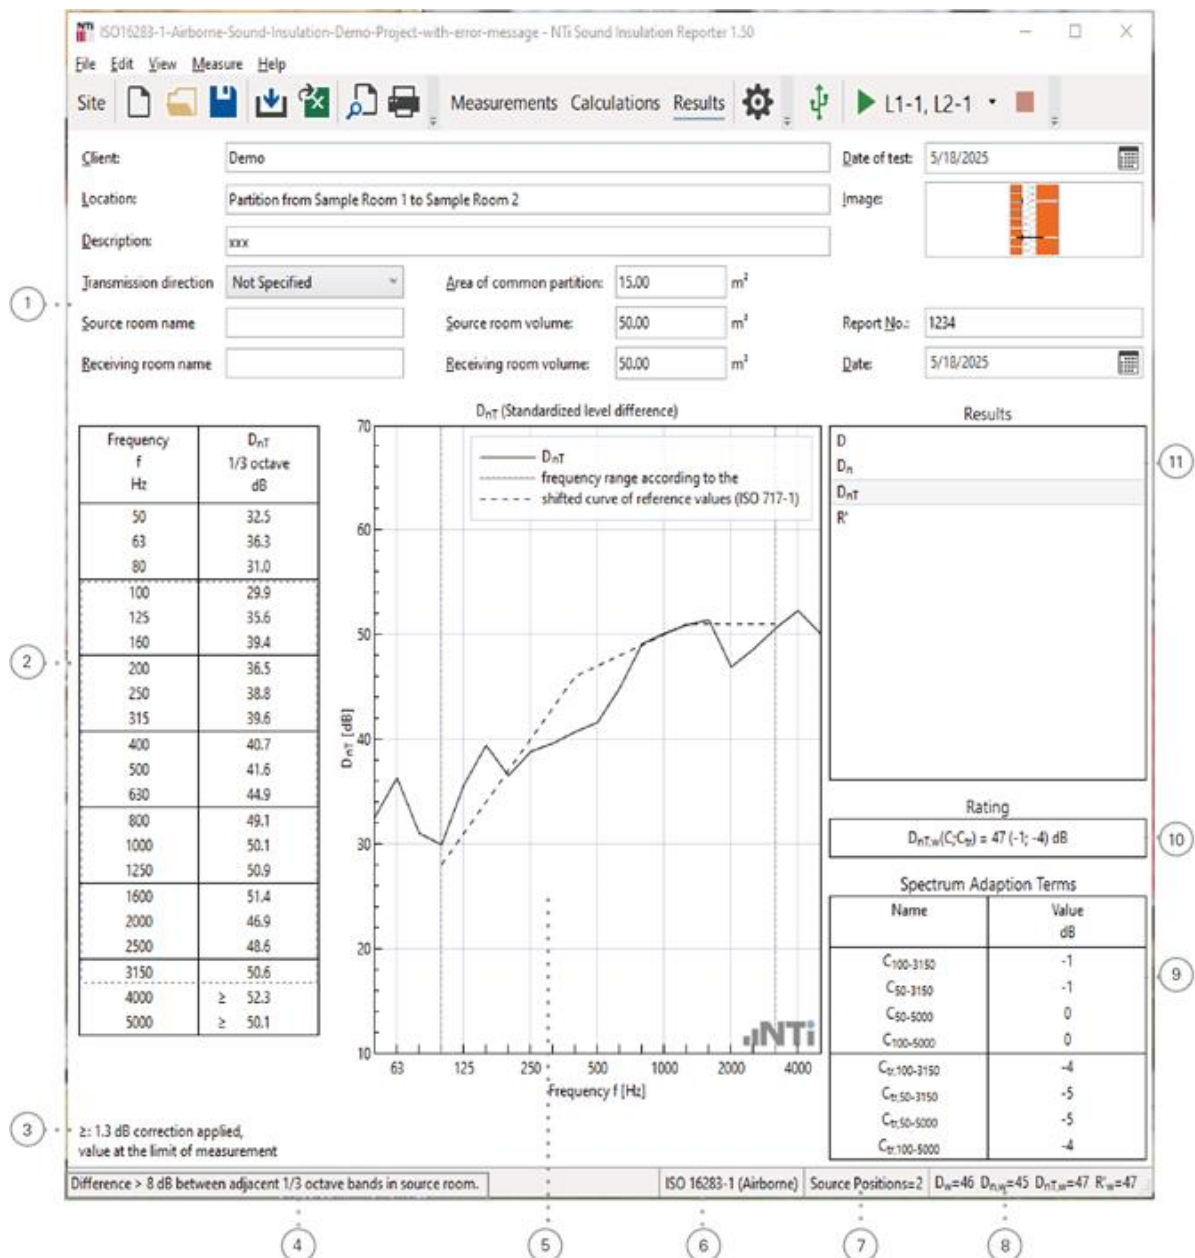 NTi ISO16283-1-Airborne-Sound-Insulation-Demo-Project-with-error-message - NTi Sound Insulation Reporter 1.50
File Edit View Measure Help
Site Measurements Calculations Results L1-1, L2-1
Client: Demo Date of test: 5/18/2025
Location: Partition from Sample Room 1 to Sample Room 2 Image:
Description: xxx
Transmission direction Not Specified Area of common partition: 15.00 m²
1
Source room name Source room volume: 50.00 m³ Report No.: 1234
Receiving room name Receiving room volume: 50.00 m³ Date: 5/18/2025
Frequency f Hz DnT 1/3 octave dB
50 32.5
63 36.3
80 31.0
100 29.9
125 35.6
160 39.4
200 36.5
250 38.8
315 39.6
400 40.7
500 41.6
630 44.9
800 49.1
1000 50.1
1250 50.9
1600 51.4
2000 46.9
2500 48.6
3150 50.6
4000 ≥ 52.3
5000 ≥ 50.1
2
≥: 1.3 dB correction applied,
value at the limit of measurement
3
DnT (Standardized level difference)
DnT
frequency range according to the
shifted curve of reference values (ISO 717-1)
70
60
50
40
30
20
10
DnT [dB]
63 125 250 500 1000 2000 4000
Frequency f [Hz]
NTi
Results
D
Dn
DnT
R'
11
Rating
DnT,w(C;Ctr) = 47 (-1; -4) dB
10
Spectrum Adaption Terms
Name Value dB
C100-3150 -1
C50-3150 -1
C50-5000 0
C100-5000 0
Ctr,100-3150 -4
Ctr,50-3150 -5
Ctr,50-5000 -5
Ctr,100-5000 -4
9
Difference > 8 dB between adjacent 1/3 octave bands in source room. ISO 16283-1 (Airborne) Source Positions=2 Dw=46 Dn,w=45 DnT,w=47 R'w=47
4 5 6 7 8